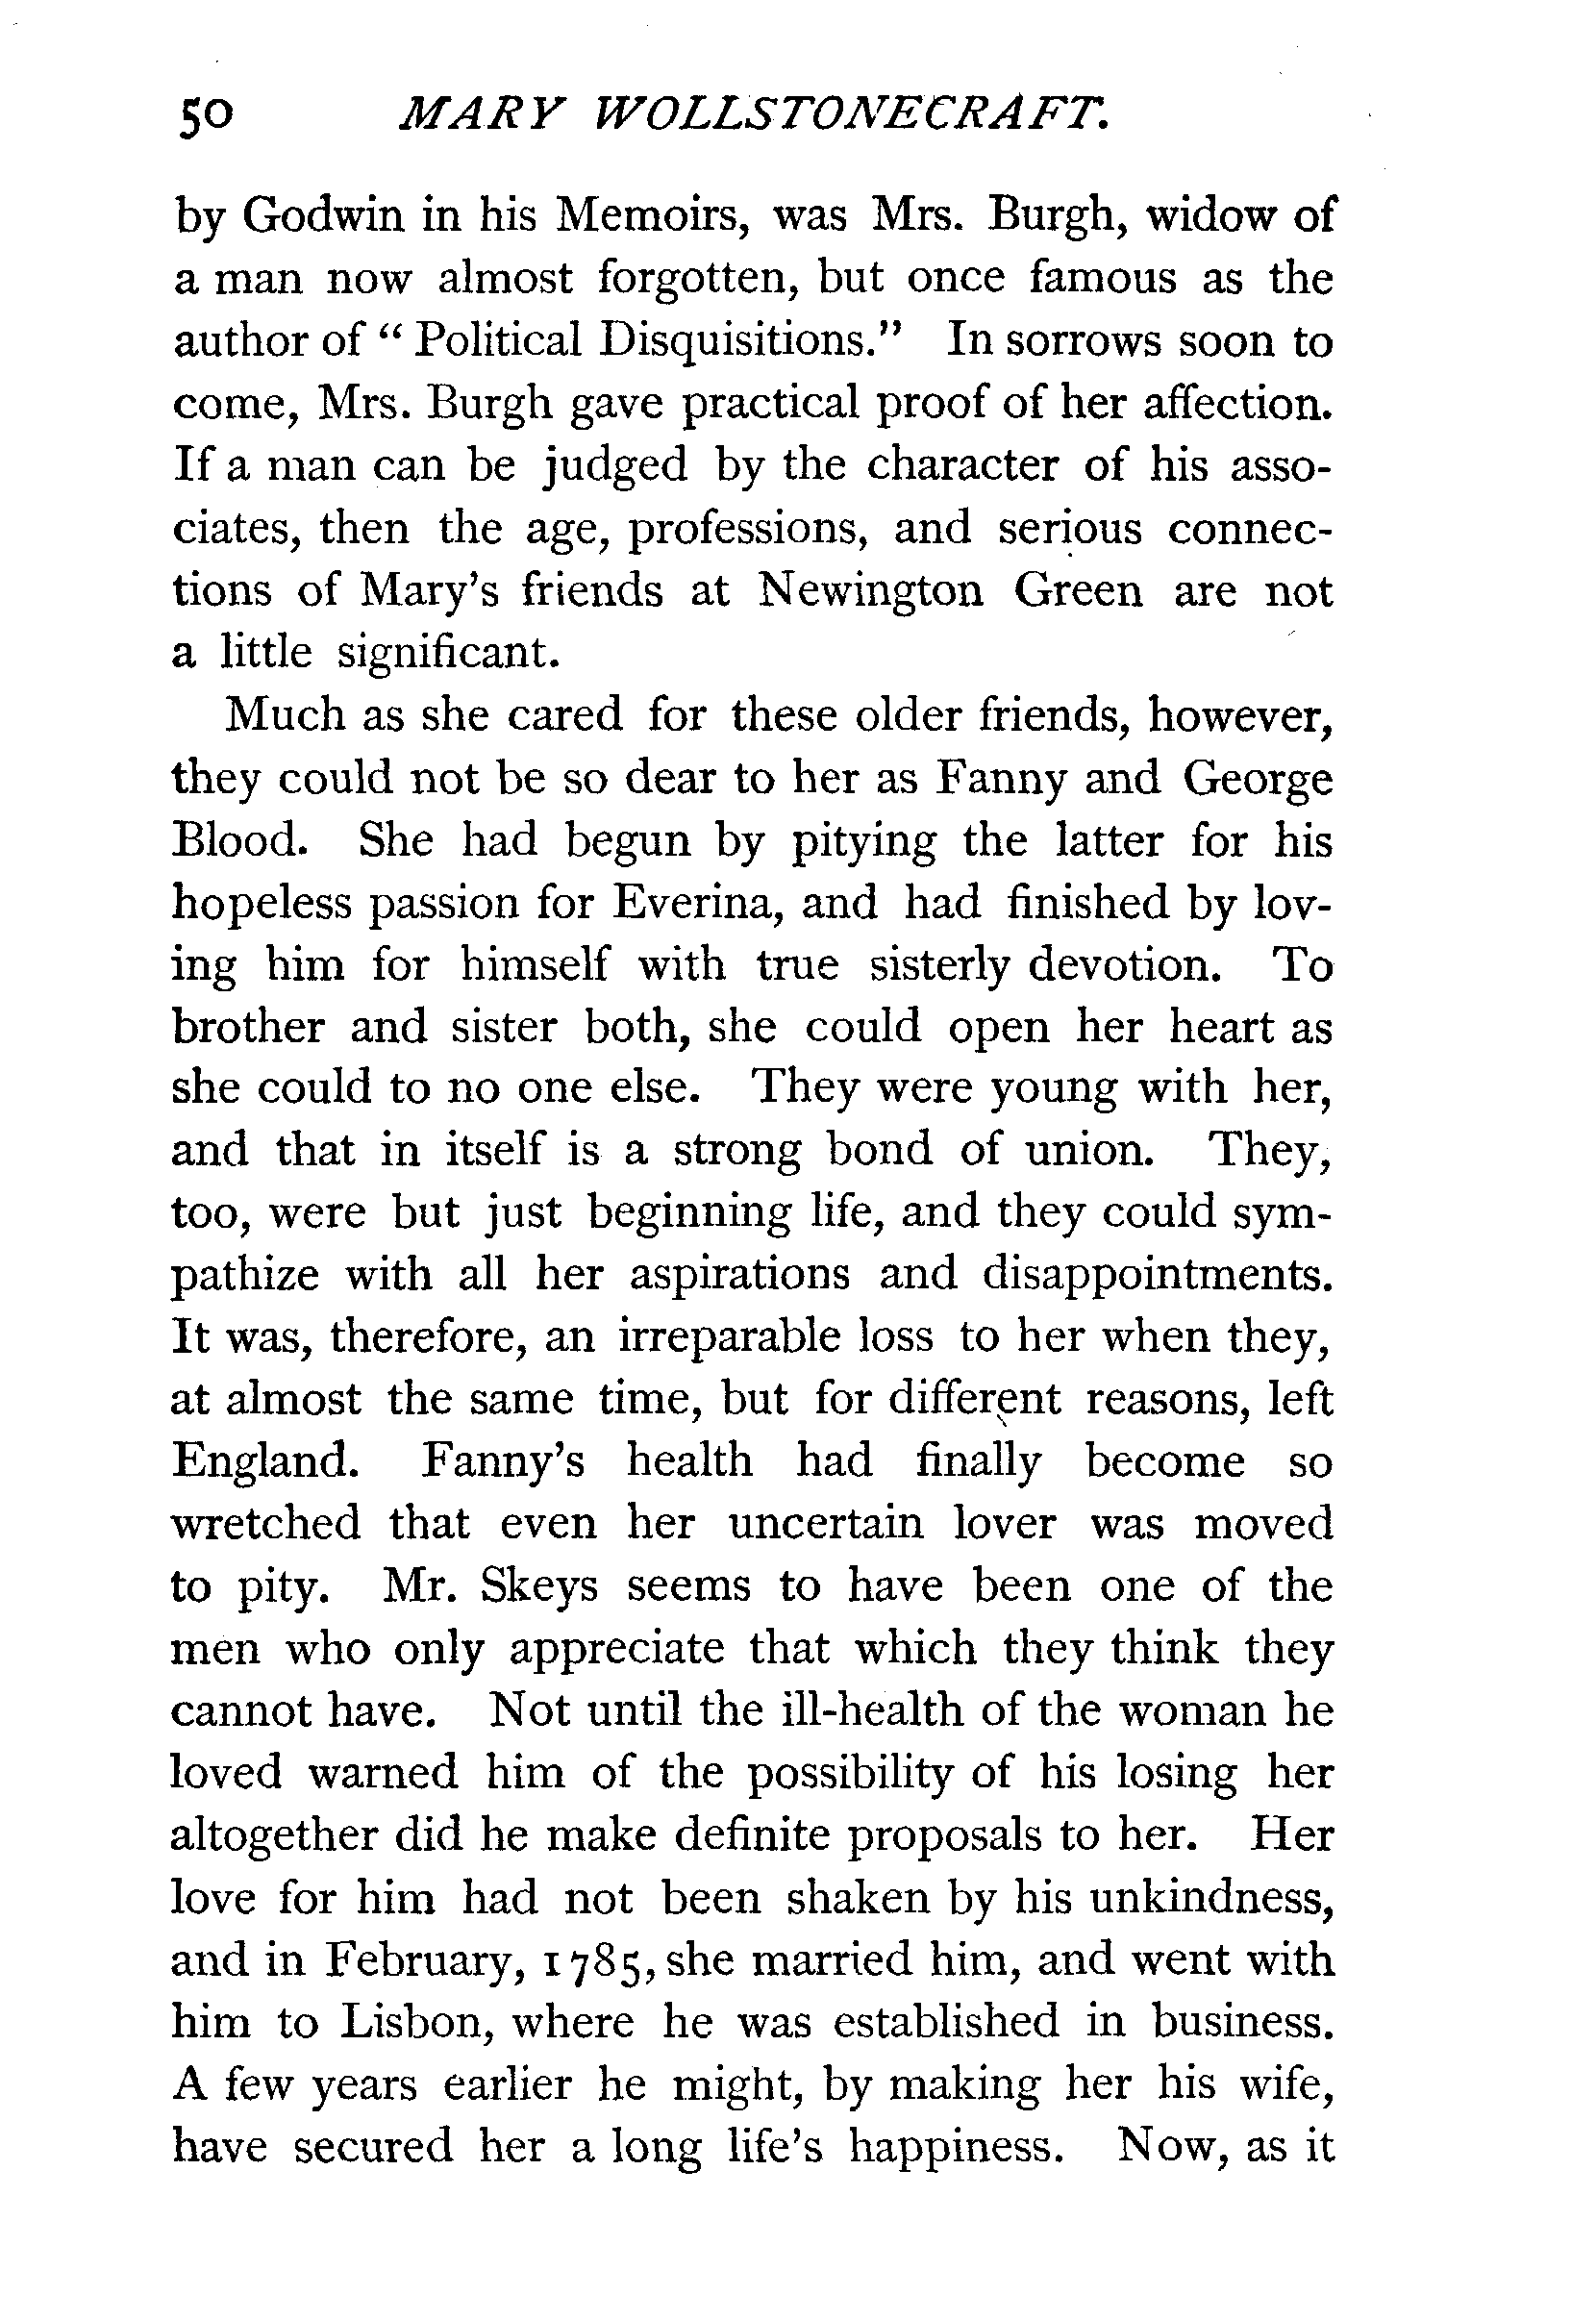 50 MARY WOLLSTONECRAFT.
by Godwin in his Memoirs, was Mrs. Burgh, widow of
a man now almost forgotten, but once famous as the
author of “ Political Disquisitions.” In sorrows soon to
come, Mrs. Burgh gave practical proof of her affection.
If a man can be judged by the character of his asso-
ciates, then the age, professions, and serious connec-
tions of Mary’s friends at Newington Green are not
a little significant.
Much as she cared for these older friends, however,
they could not be so dear to her as Fanny and George
Blood. She had begun by pitying the latter for his
hopeless passion for Everina, and had finished by lov-
ing him for himself with true sisterly devotion. To
brother and sister both, she could open her heart as
she could to no one else. They were young with her,
and that in itself is a strong bond of union. They,
too, were but just beginning life, and they could sym-
pathize with all her aspirations and disappointments.
It was, therefore, an irreparable loss to her when they,
at almost the same time, but for different reasons, left
England. Fanny’s health had finally become so
wretched that even her uncertain lover was moved
to pity. Mr. Skeys seems to have been one of the
men who only appreciate that which they think they
cannot have. Not until the ill-health of the woman he
loved warned him of the possibility of his losing her
altogether did he make definite proposals to her. Her
love for him had not been shaken by his unkindness,
and in February, 1785, she married him, and went with
him to Lisbon, where he was established in business.
A few years earlier he might, by making her his wife,
have secured her a long life’s happiness. Now, as it